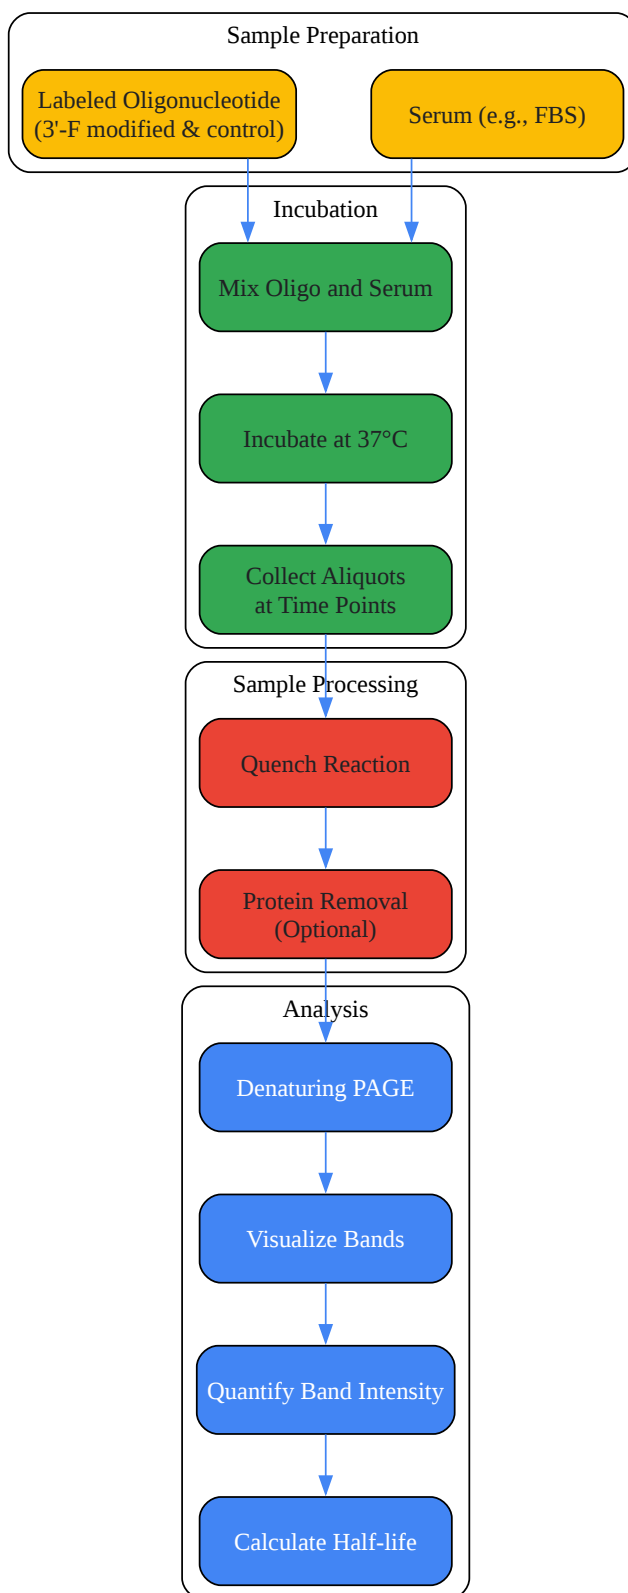 Sample Preparation
Labeled Oligonucleotide
(3'-F modified & control)
Serum (e.g., FBS)
Incubation
Mix Oligo and Serum
Incubate at 37°C
Collect Aliquots
at Time Points
Sample Processing
Quench Reaction
Protein Removal
(Optional)
Analysis
Denaturing PAGE
Visualize Bands
Quantify Band Intensity
Calculate Half-life